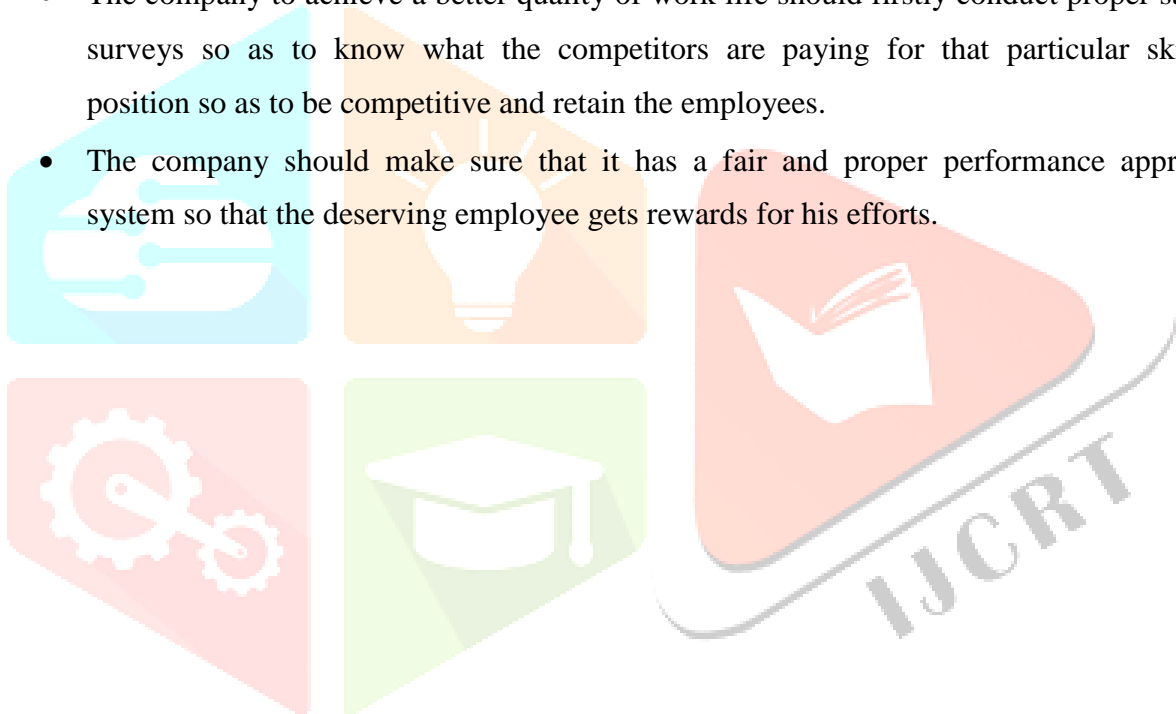 The company to achieve a better quality of work life should firstly conduct proper
surveys so as to know what the competitors are paying for that particular
position so as to be competitive and retain the employees.
• The company should make sure that it has a fair and proper performance
system so that the deserving employee gets rewards for his efforts.
IJCRT